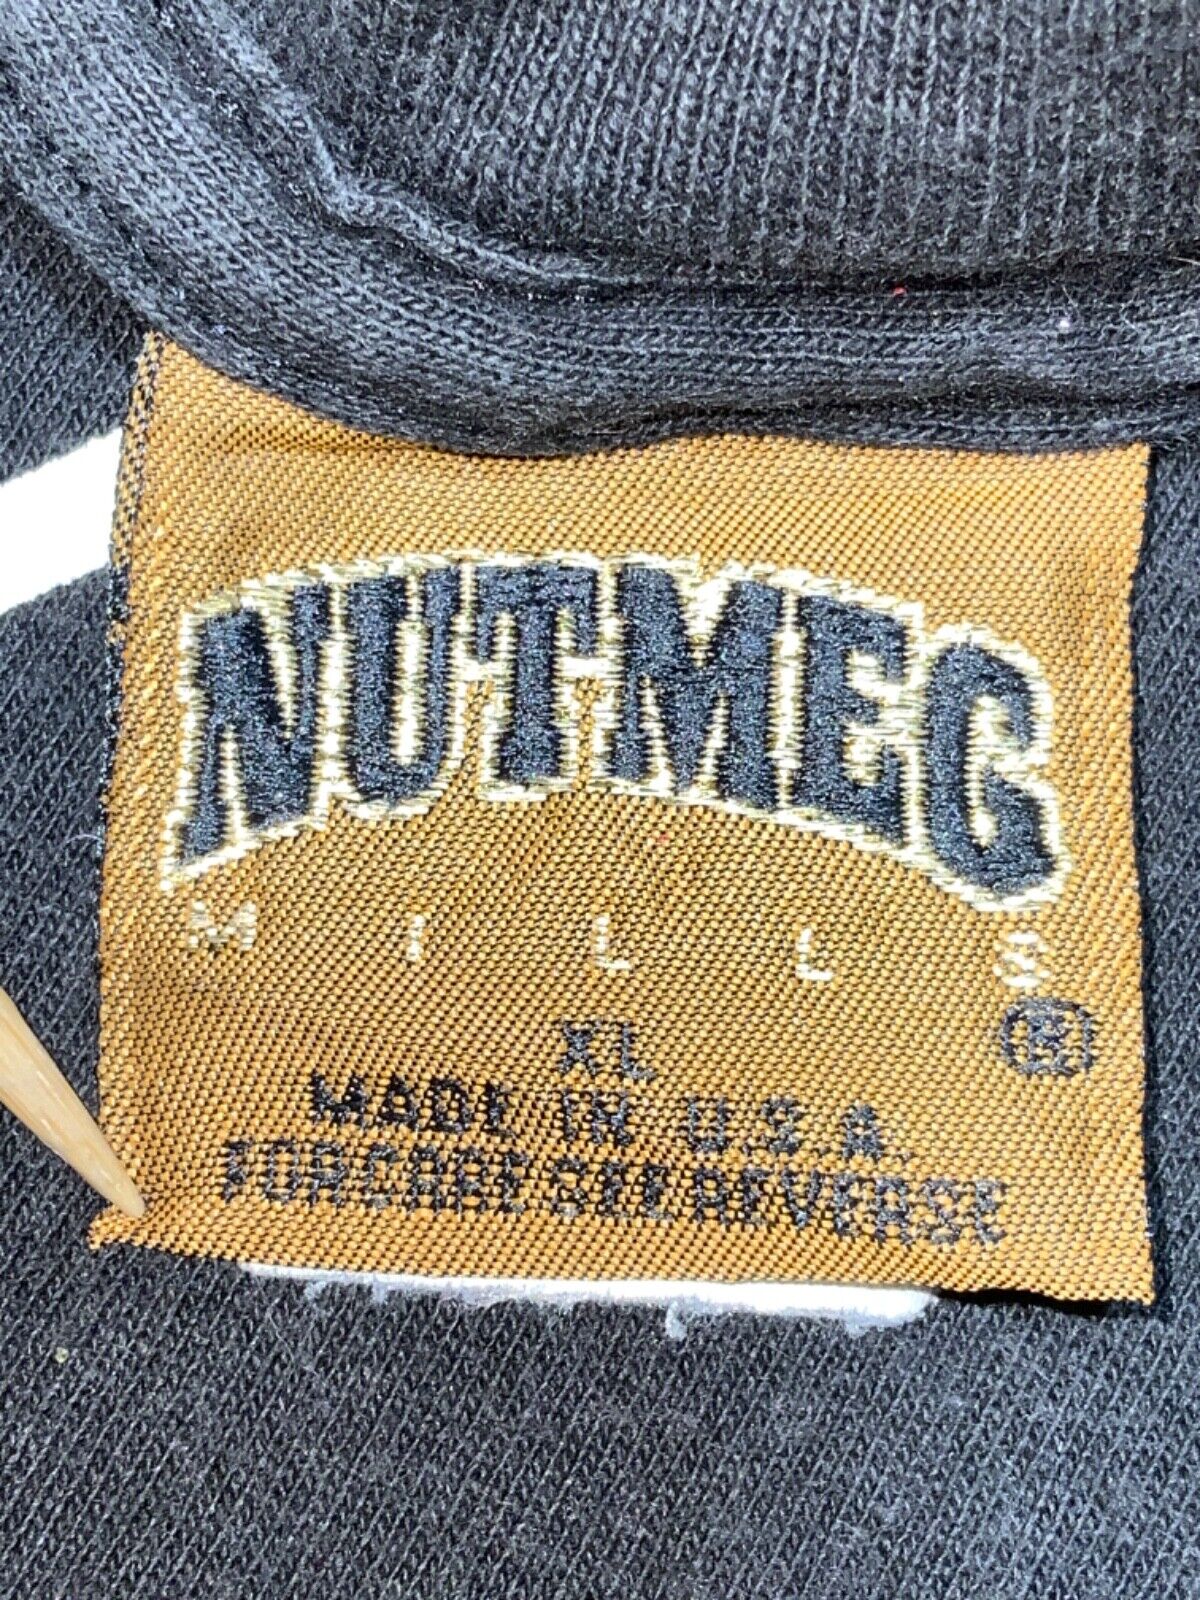 NUTMEG
MILLS
®
XL
MADE IN U.S.A.
FOR CARE SEE REVERSE